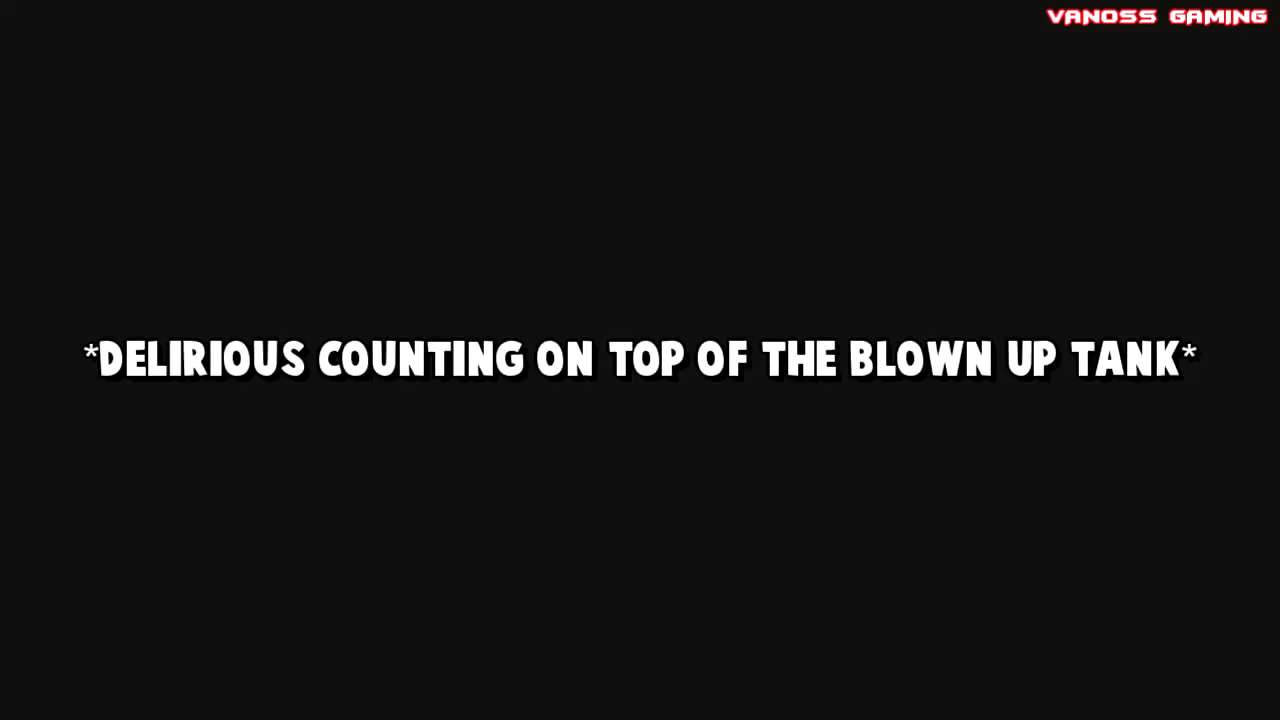 VANOSS GAMING
*DELIRIOUS COUNTING ON TOP OF THE BLOWN UP TANK*